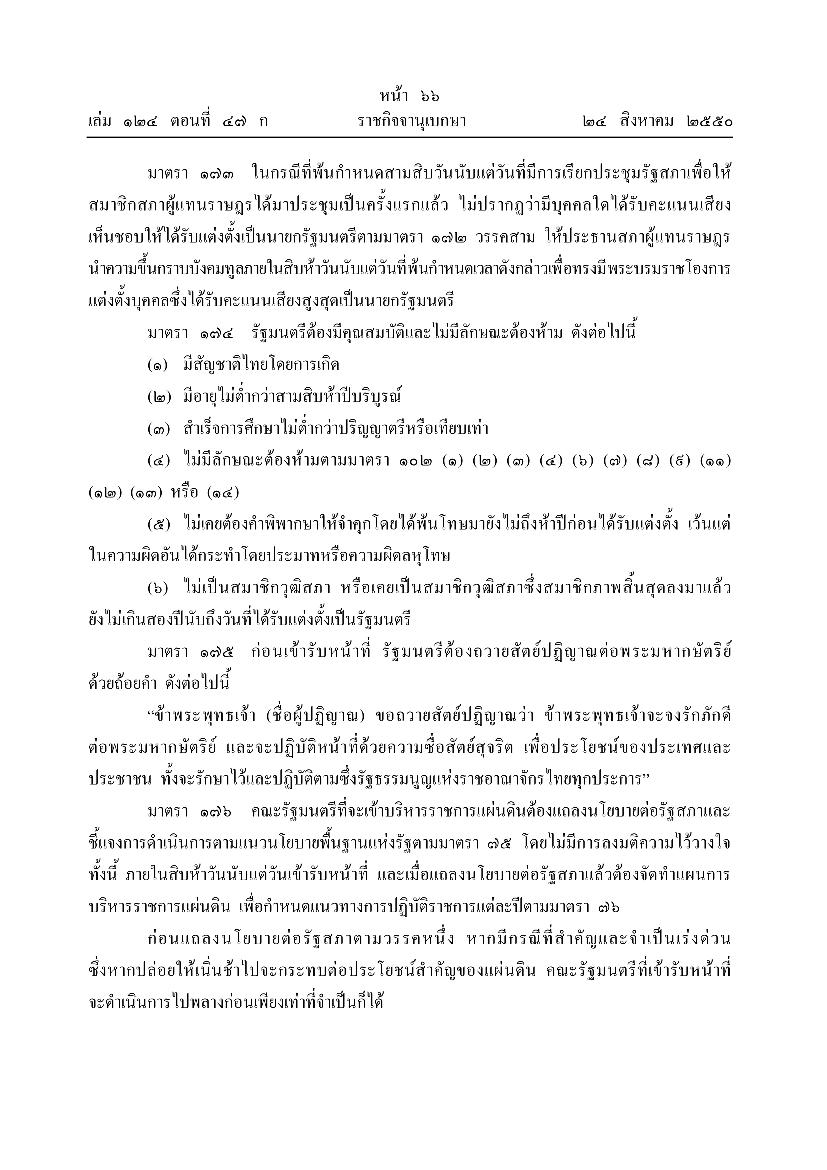 หน้า ๖๖
เล่ม ๑๒๔ ตอนที่ ๔๗ ก ราชกิจจานุเบกษา ๒๔ สิงหาคม ๒๕๕๐
มาตรา ๑๗๓ ในกรณีที่พ้นกำหนดสามสิบวันนับแต่วันที่มีการเรียกประชุมรัฐสภาเพื่อให้
สมาชิกสภาผู้แทนราษฎรได้มาประชุมเป็นครั้งแรกแล้ว ไม่ปรากฏว่ามีบุคคลใดได้รับคะแนนเสียง
เห็นชอบให้ได้รับแต่งตั้งเป็นนายกรัฐมนตรีตามมาตรา ๑๗๒ วรรคสาม ให้ประธานสภาผู้แทนราษฎร
นำความขึ้นกราบบังคมทูลภายในสิบห้าวันนับแต่วันที่พ้นกำหนดเวลาดังกล่าวเพื่อทรงมีพระบรมราชโองการ
แต่งตั้งบุคคลซึ่งได้รับคะแนนเสียงสูงสุดเป็นนายกรัฐมนตรี
มาตรา ๑๗๔ รัฐมนตรีต้องมีคุณสมบัติและไม่มีลักษณะต้องห้าม ดังต่อไปนี้
(๑) มีสัญชาติไทยโดยการเกิด
(๒) มีอายุไม่ต่ำกว่าสามสิบห้าปีบริบูรณ์
(๓) สำเร็จการศึกษาไม่ต่ำกว่าปริญญาตรีหรือเทียบเท่า
(๔) ไม่มีลักษณะต้องห้ามตามมาตรา ๑๐๒ (๑) (๒) (๓) (๔) (๖) (๗) (๘) (๙) (๑๑)
(๑๒) (๑๓) หรือ (๑๔)
(๕) ไม่เคยต้องคำพิพากษาให้จำคุกโดยได้พ้นโทษมายังไม่ถึงห้าปีก่อนได้รับแต่งตั้ง เว้นแต่
ในความผิดอันได้กระทำโดยประมาทหรือความผิดลหุโทษ
(๖) ไม่เป็นสมาชิกวุฒิสภา หรือเคยเป็นสมาชิกวุฒิสภาซึ่งสมาชิกภาพสิ้นสุดลงมาแล้ว
ยังไม่เกินสองปีนับถึงวันที่ได้รับแต่งตั้งเป็นรัฐมนตรี
มาตรา ๑๗๕ ก่อนเข้ารับหน้าที่ รัฐมนตรีต้องถวายสัตย์ปฏิญาณต่อพระมหากษัตริย์
ด้วยถ้อยคำ ดังต่อไปนี้
“ข้าพระพุทธเจ้า (ชื่อผู้ปฏิญาณ) ขอถวายสัตย์ปฏิญาณว่า ข้าพระพุทธเจ้าจะจงรักภักดี
ต่อพระมหากษัตริย์ และจะปฏิบัติหน้าที่ด้วยความซื่อสัตย์สุจริต เพื่อประโยชน์ของประเทศและ
ประชาชน ทั้งจะรักษาไว้และปฏิบัติตามซึ่งรัฐธรรมนูญแห่งราชอาณาจักรไทยทุกประการ”
มาตรา ๑๗๖ คณะรัฐมนตรีที่จะเข้าบริหารราชการแผ่นดินต้องแถลงนโยบายต่อรัฐสภาและ
ชี้แจงการดำเนินการตามแนวนโยบายพื้นฐานแห่งรัฐตามมาตรา ๗๕ โดยไม่มีการลงมติความไว้วางใจ
ทั้งนี้ ภายในสิบห้าวันนับแต่วันเข้ารับหน้าที่ และเมื่อแถลงนโยบายต่อรัฐสภาแล้วต้องจัดทำแผนการ
บริหารราชการแผ่นดิน เพื่อกำหนดแนวทางการปฏิบัติราชการแต่ละปีตามมาตรา ๗๖
ก่อนแถลงนโยบายต่อรัฐสภาตามวรรคหนึ่ง หากมีกรณีที่สำคัญและจำเป็นเร่งด่วน
ซึ่งหากปล่อยให้เนิ่นช้าไปจะกระทบต่อประโยชน์สำคัญของแผ่นดิน คณะรัฐมนตรีที่เข้ารับหน้าที่
จะดำเนินการไปพลางก่อนเพียงเท่าที่จำเป็นก็ได้